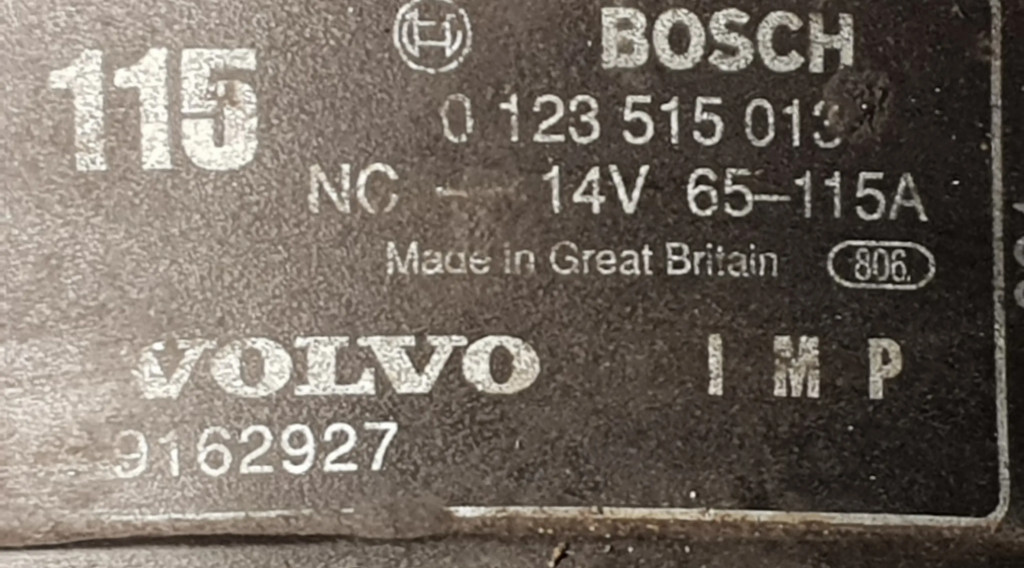 115
BOSCH
0 123 515 013
NC - 14V 65-115A
Made in Great Britain 806.
VOLVO I M P
9162927